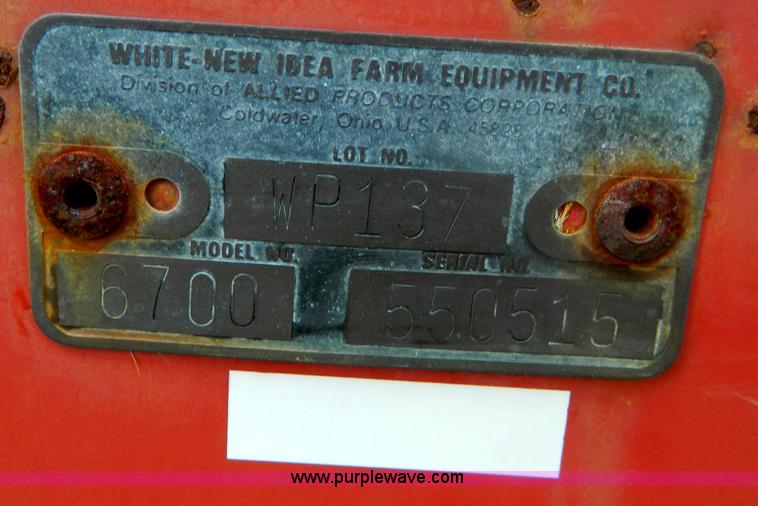 WHITE-NEW IDEA FARM EQUIPMENT CO.
Division of ALLIED PRODUCTS CORPORATION
Coldwater, Ohio U.S.A. 45828
LOT NO.
WP137
MODEL NO. SERIAL NO.
6700 550515
www.purplewave.com